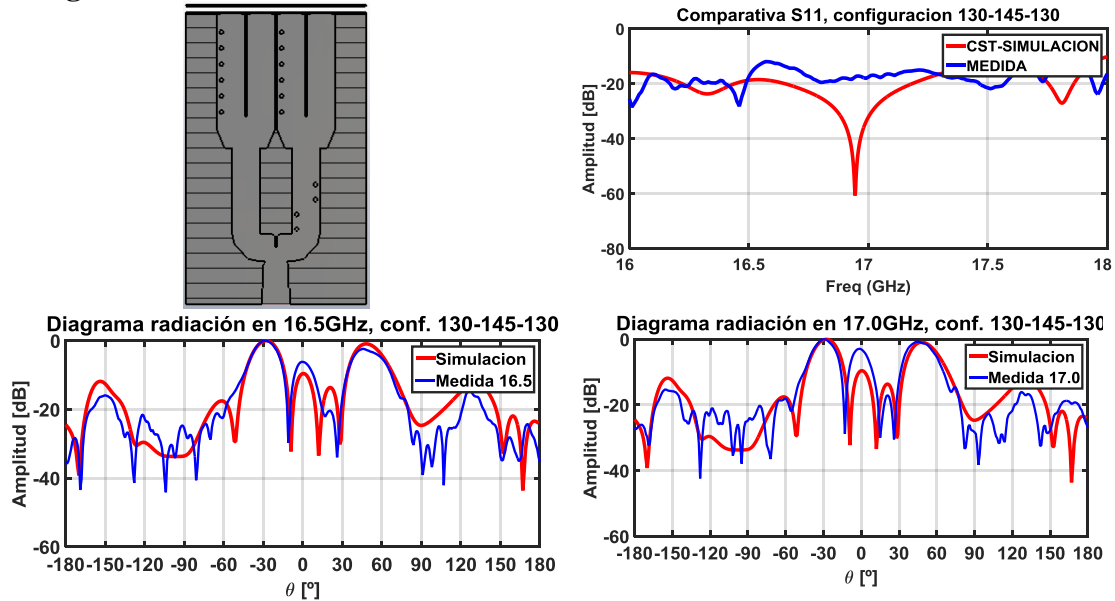 Comparativa S11, configuracion 130-145-130
0
-20
-40
-60
-80
Amplitud [dB]
CST-SIMULACION
MEDIDA
16
16.5
17
17.5
18
Freq (GHz)
Diagrama radiación en 16.5GHz, conf. 130-145-130
0
-20
-40
-60
Amplitud [dB]
Simulacion
Medida 16.5
-180 -150 -120 -90 -60 -30 0 30 60 90 120 150 180
θ [º]
Diagrama radiación en 17.0GHz, conf. 130-145-130
0
-20
-40
-60
Amplitud [dB]
Simulacion
Medida 17.0
-180 -150 -120 -90 -60 -30 0 30 60 90 120 150 180
θ [º]